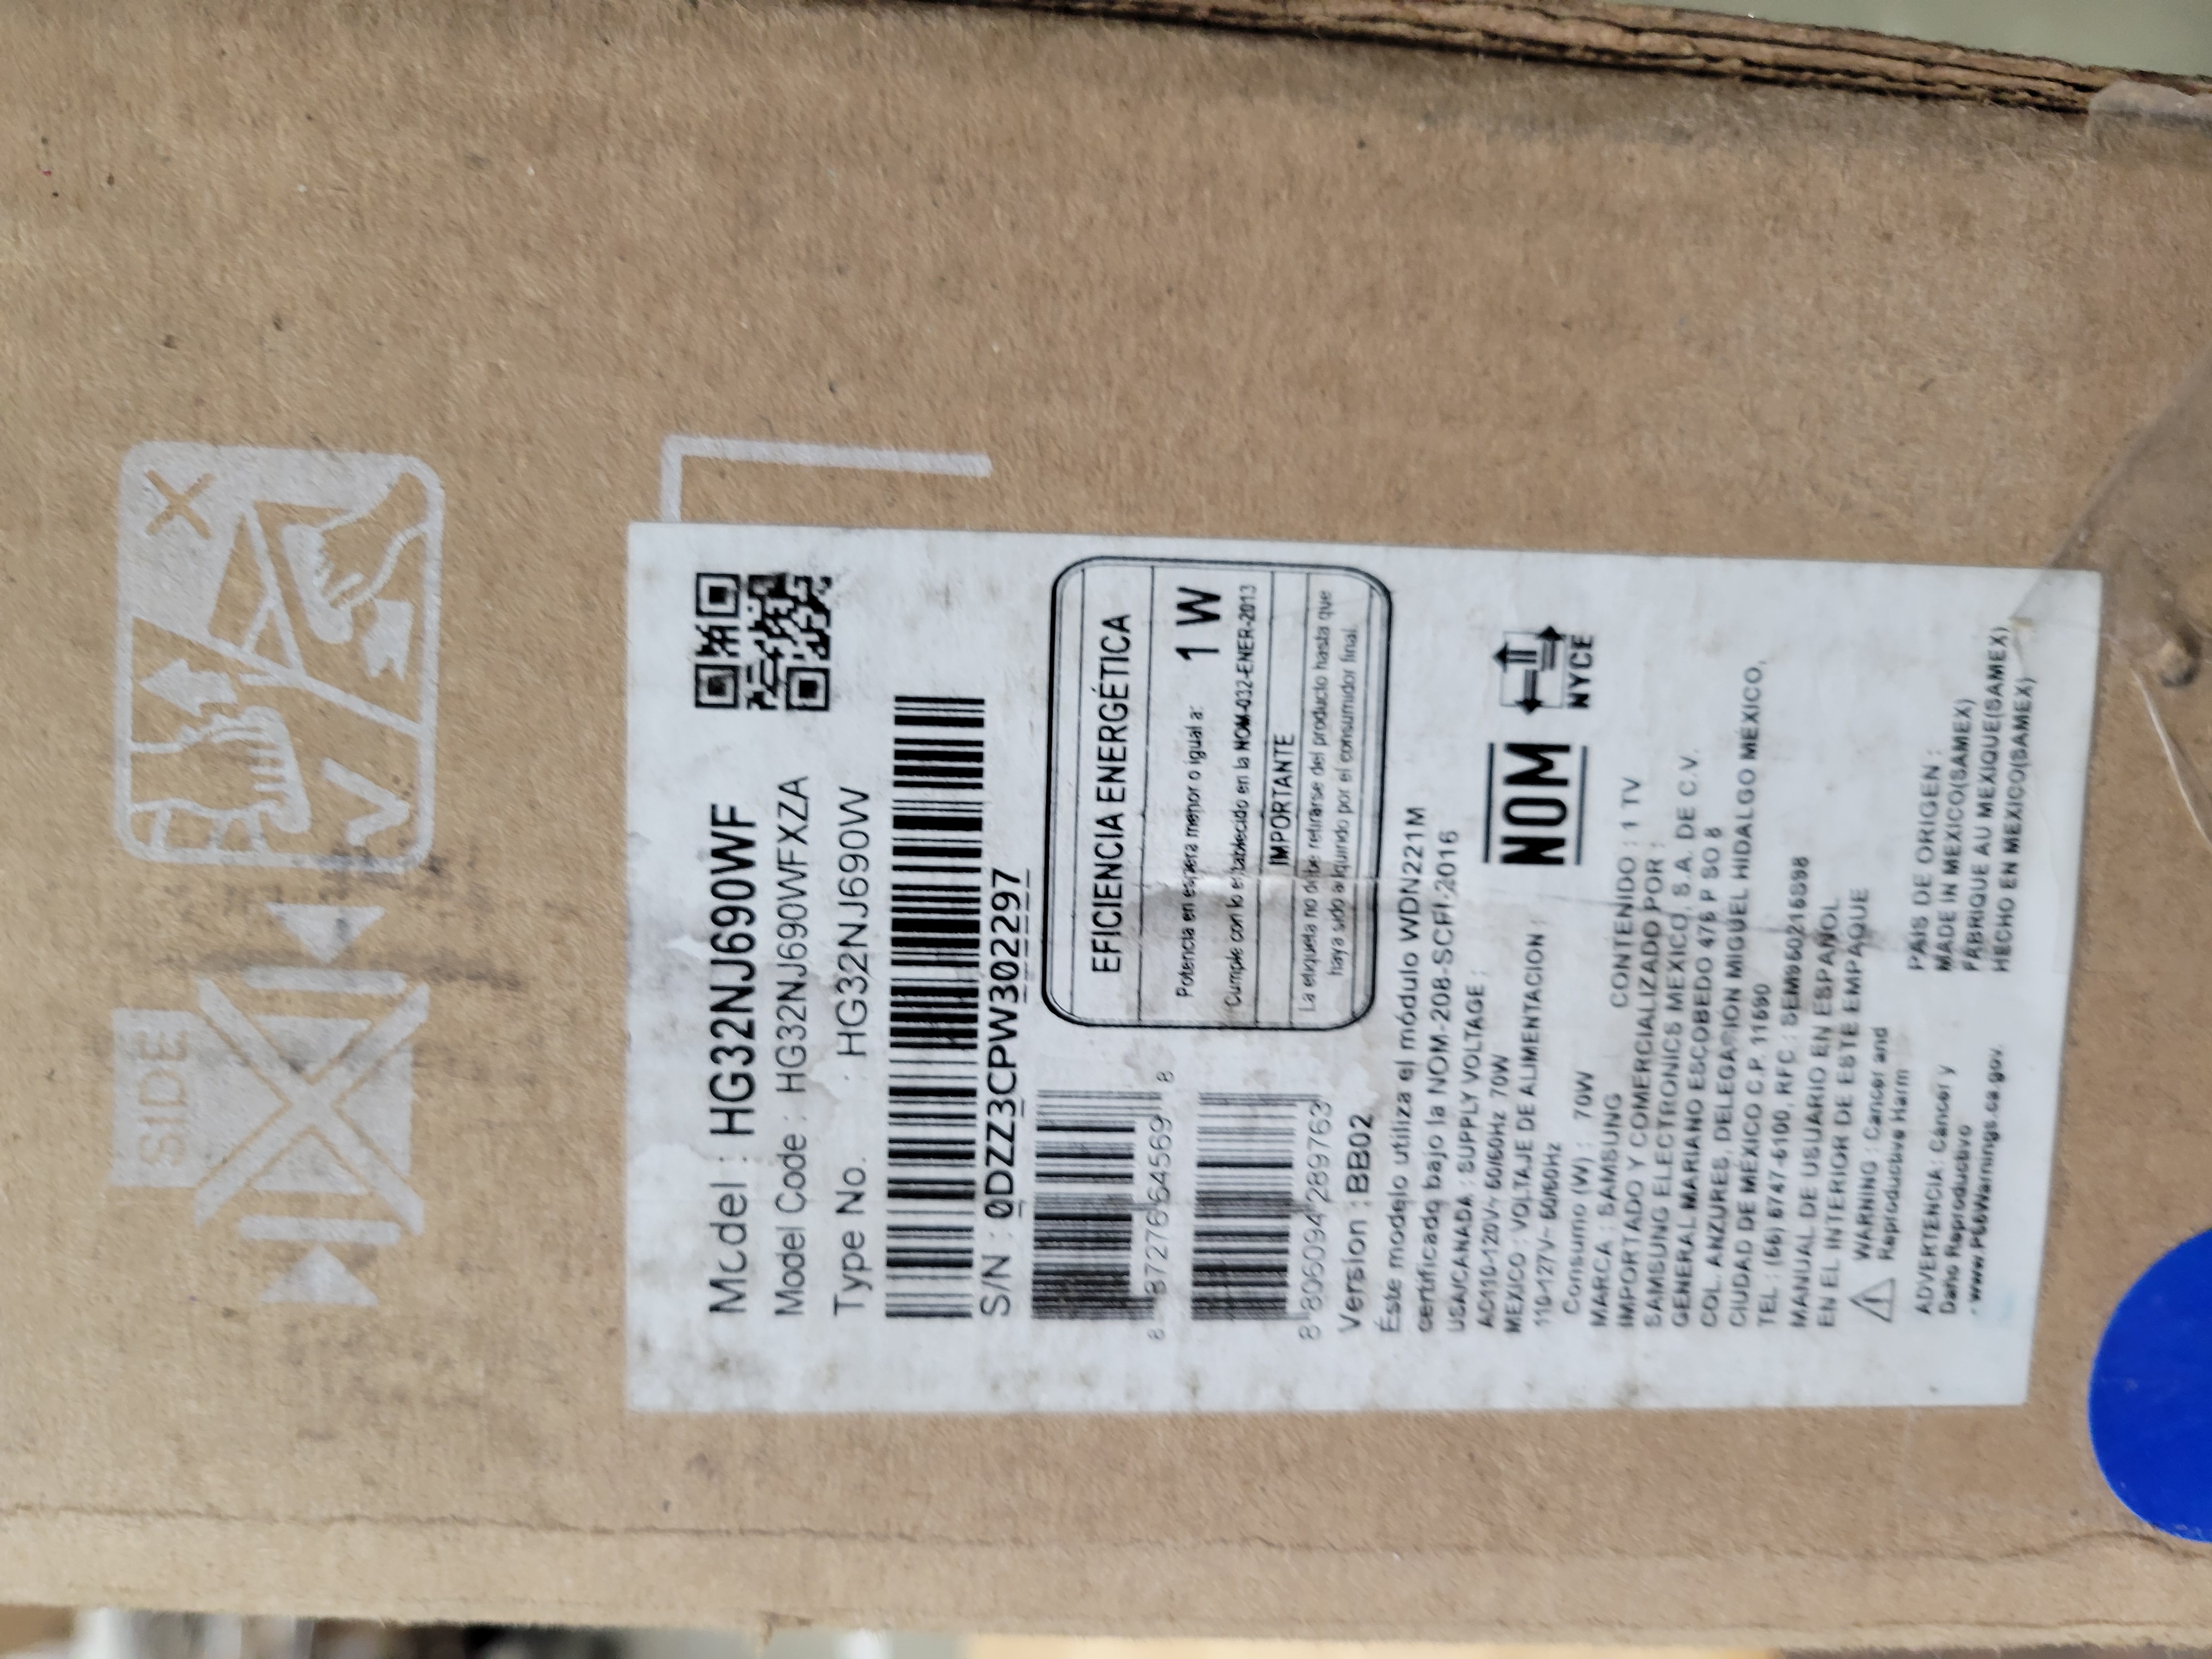 SIDE
Model : HG32NJ690WF
Model Code : HG32NJ690WFXZA
Type No. : HG32NJ690W
S/N : 0DZZ3CPW302297
8 87276 64569 8
8 806094 289763
EFICIENCIA ENERGÉTICA
Potencia en espera menor o igual a: 1 W
Cumple con lo establecido en la NOM-032-ENER-2013
IMPORTANTE
La etiqueta no debe retirarse del producto hasta que
haya sido adquirido por el consumidor final
Version : BB02
Éste modelo utiliza el módulo WDN221M
certificado bajo la NOM-208-SCFI-2016
USA/CANADA : SUPPLY VOLTAGE :
AC110-120V~ 50/60Hz 70W
MEXICO : VOLTAJE DE ALIMENTACION :
110-127V~ 50/60Hz
Consumo (W) : 70W
NOM
NYCE
MARCA : SAMSUNG CONTENIDO : 1 TV
IMPORTADO Y COMERCIALIZADO POR :
SAMSUNG ELECTRONICS MEXICO, S.A. DE C.V.
GENERAL MARIANO ESCOBEDO 476 P SO 8
COL. ANZURES, DELEGACION MIGUEL HIDALGO MÉXICO,
CIUDAD DE MÉXICO C.P. 11590
TEL : (55) 5747-5100, RFC :
MANUAL DE USUARIO EN ESPAÑOL
EN EL INTERIOR DE ESTE EMPAQUE
WARNING : Cancer and
Reproductive Harm
ADVERTENCIA : Cáncer y
Daño Reproductivo
- www.P65Warnings.ca.gov.
PAIS DE ORIGEN :
MADE IN MEXICO(SAMEX)
FABRIQUE AU MEXIQUE(SAMEX)
HECHO EN MEXICO(SAMEX)